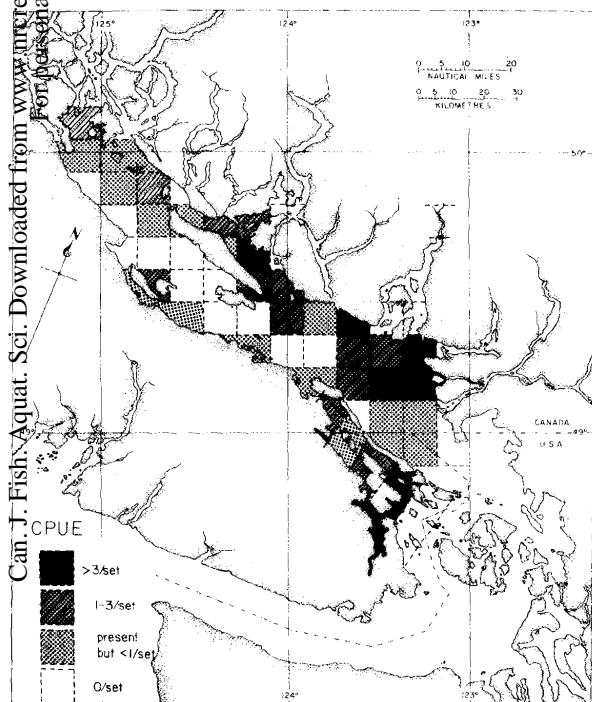 Can. J. Fish. Aquat. Sci. Downloaded from www.nrcre
For persona
125°
124°
123°
0 5 10 20
NAUTICAL MILES
0 5 10 20 30
KILOMETRES
50°
50°
N
49°
CANADA
49°
U.S.A
CPUE
>3/set
1-3/set
present
but <1/set
0/set
124°
123°